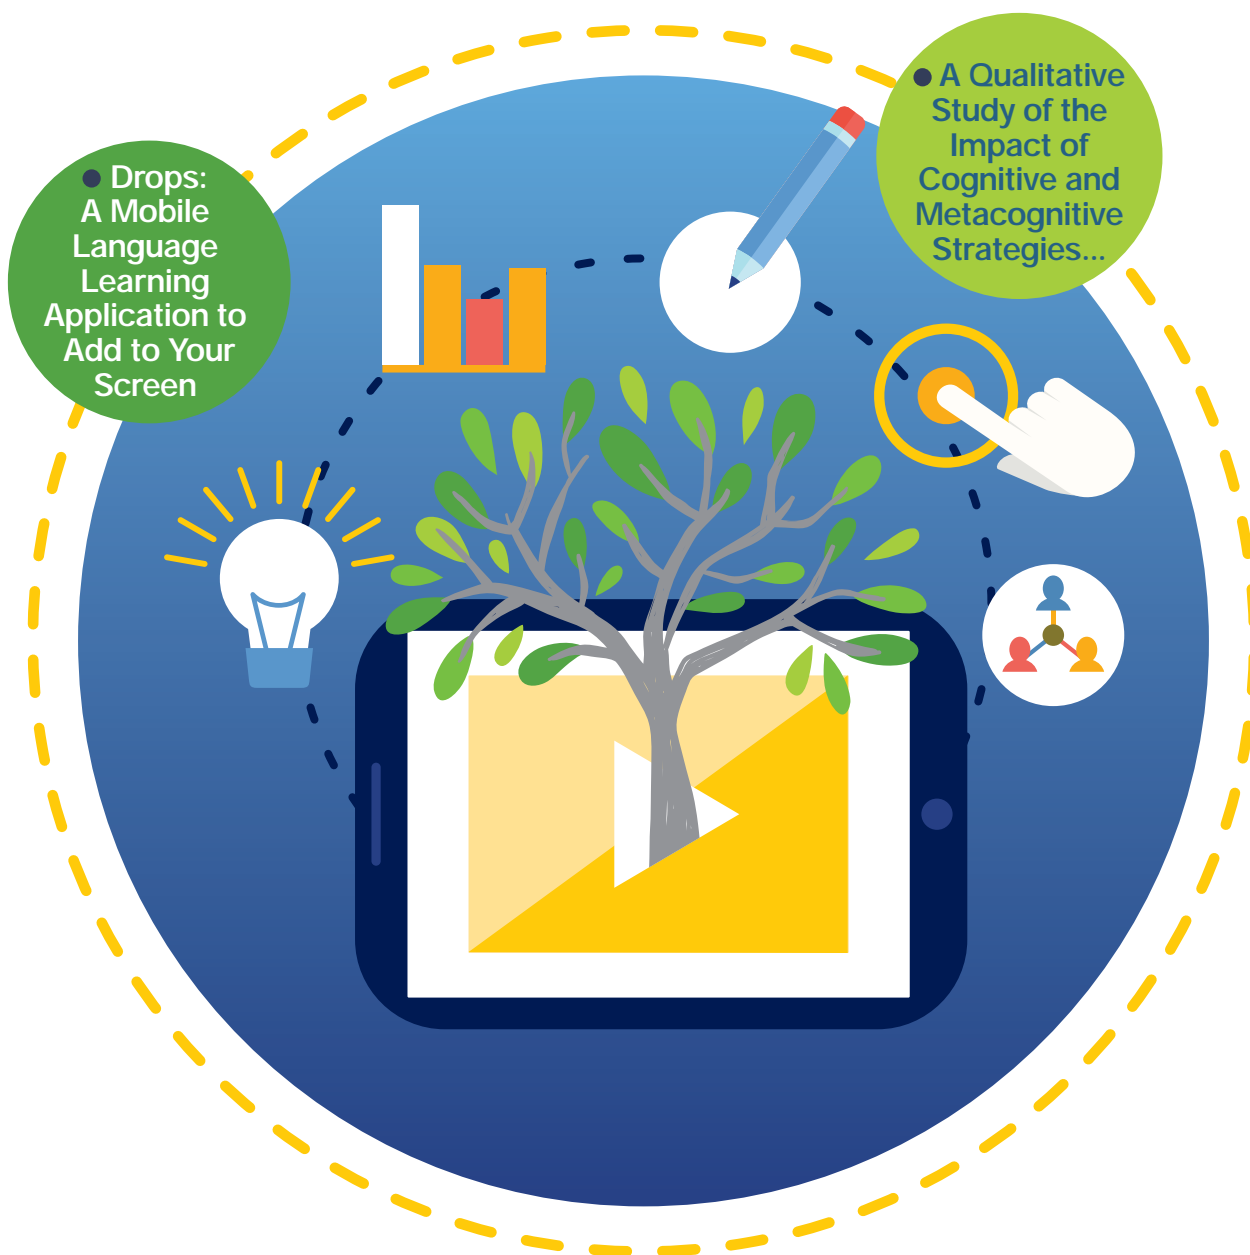 ● Drops:
A Mobile
Language
Learning
Application to
Add to Your
Screen
● A Qualitative
Study of the
Impact of
Cognitive and
Metacognitive
Strategies...